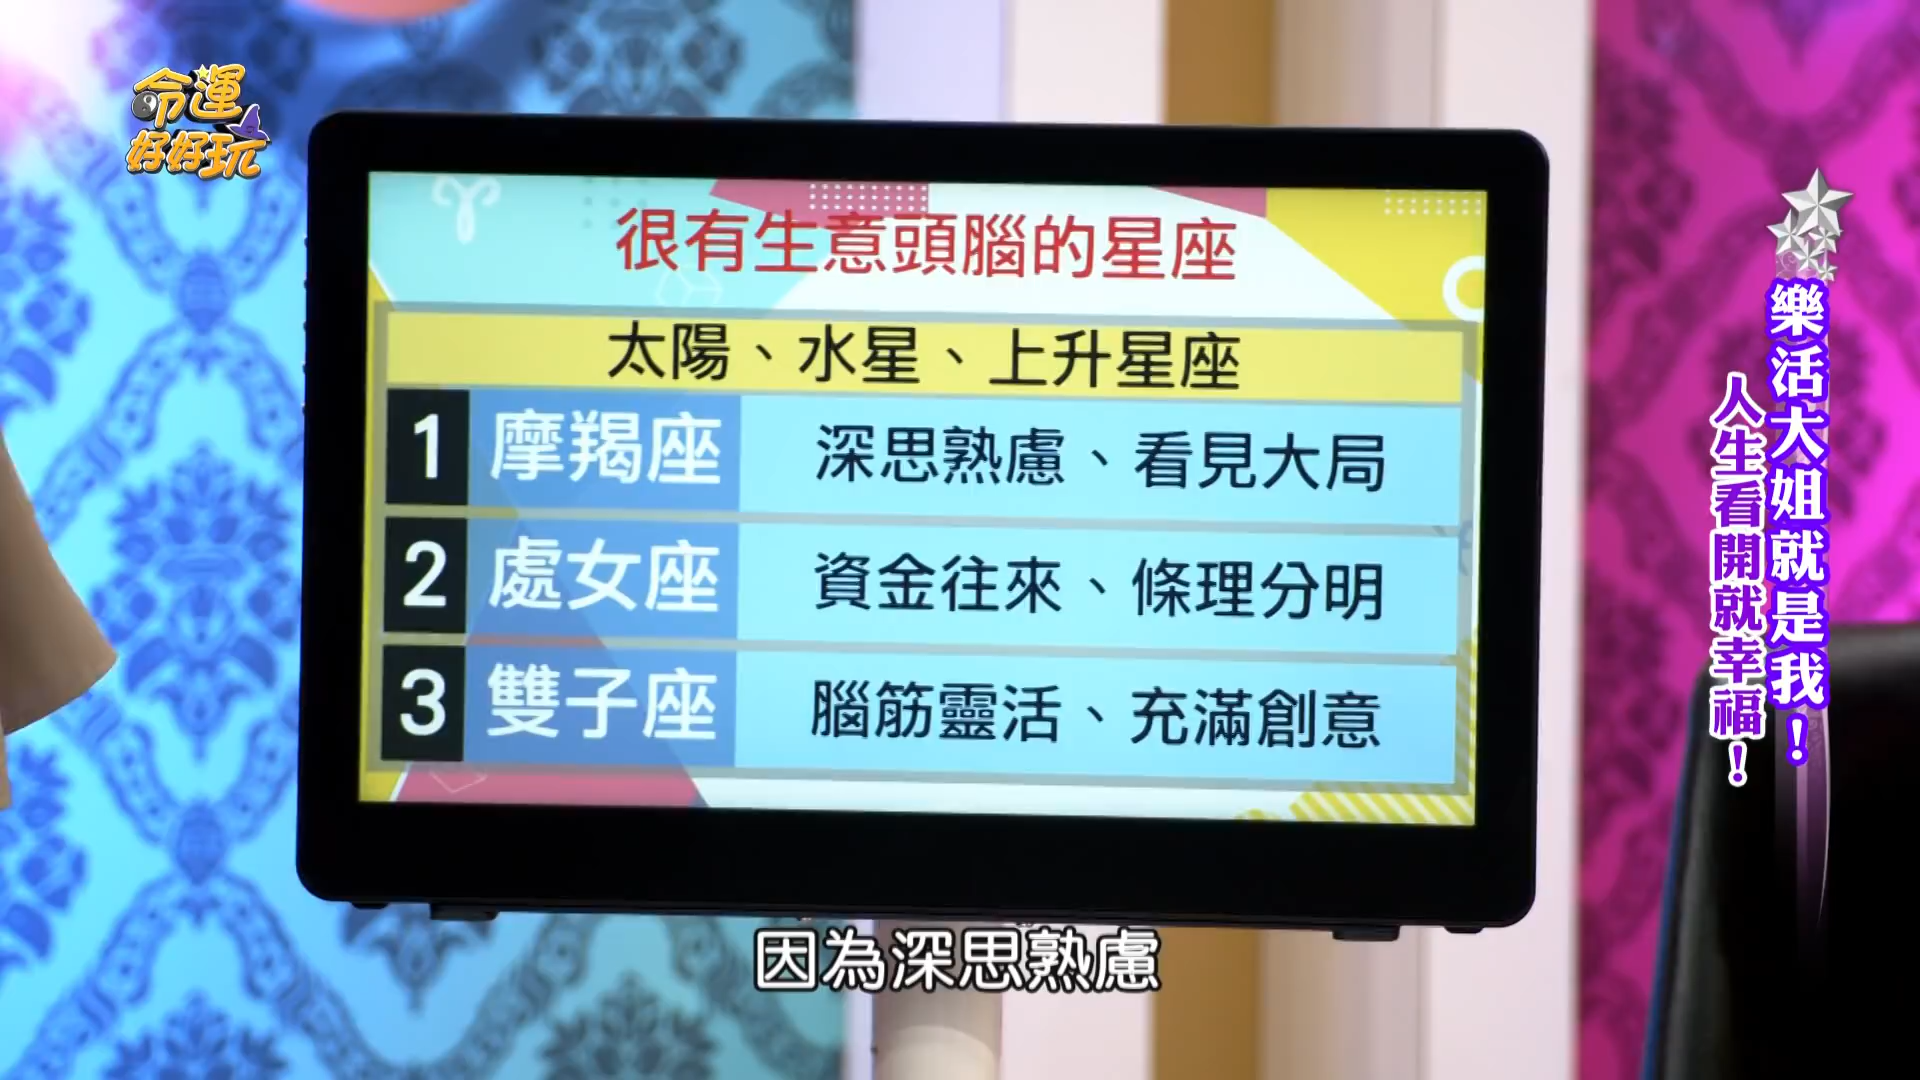 命運
好好玩
很有生意頭腦的星座
太陽、水星、上升星座
1 摩羯座 深思熟慮、看見大局
2 處女座 資金往來、條理分明
3 雙子座 腦筋靈活、充滿創意
樂活大姐就是我！
人生看開就幸福！
因為深思熟慮